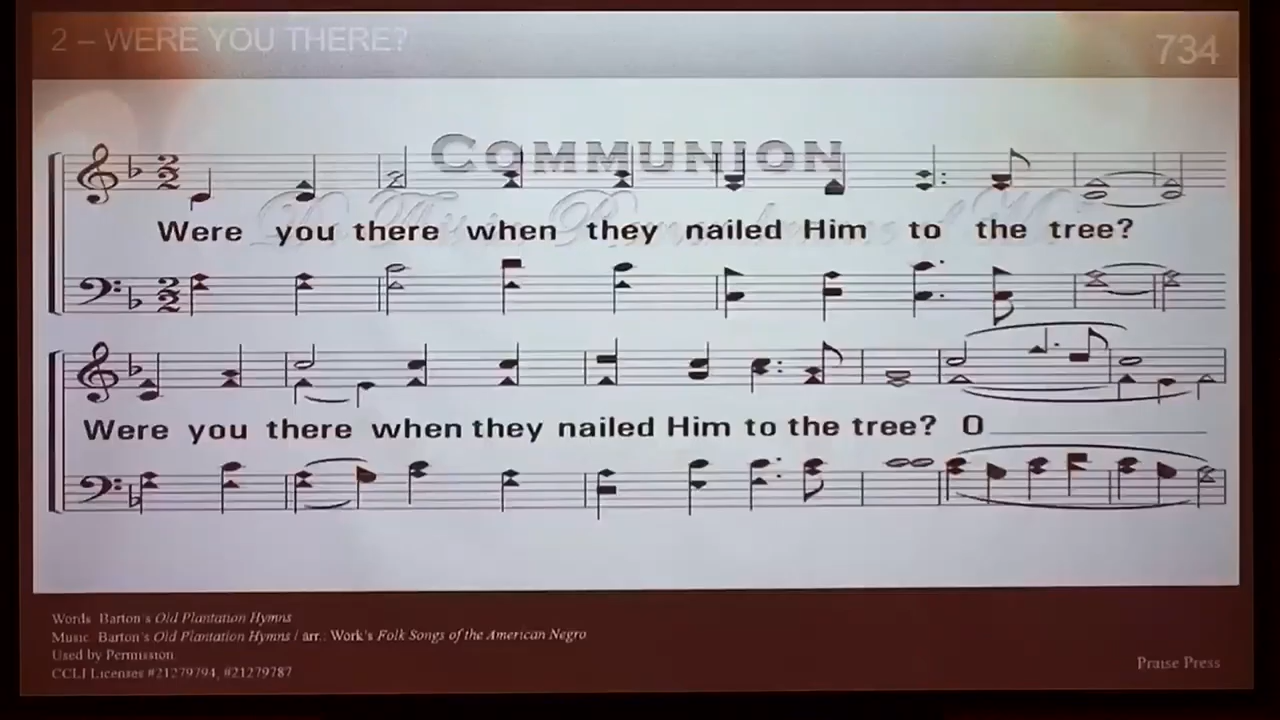 2 – WERE YOU THERE?
734
COMMUNION
Were you there when they nailed Him to the tree?
Were you there when they nailed Him to the tree? O
Words: Barton's Old Plantation Hymns
Music: Barton's Old Plantation Hymns / arr.: Work's Folk Songs of the American Negro
Used by Permission.
CCLI Licenses #21279794, #21279787
Praise Press